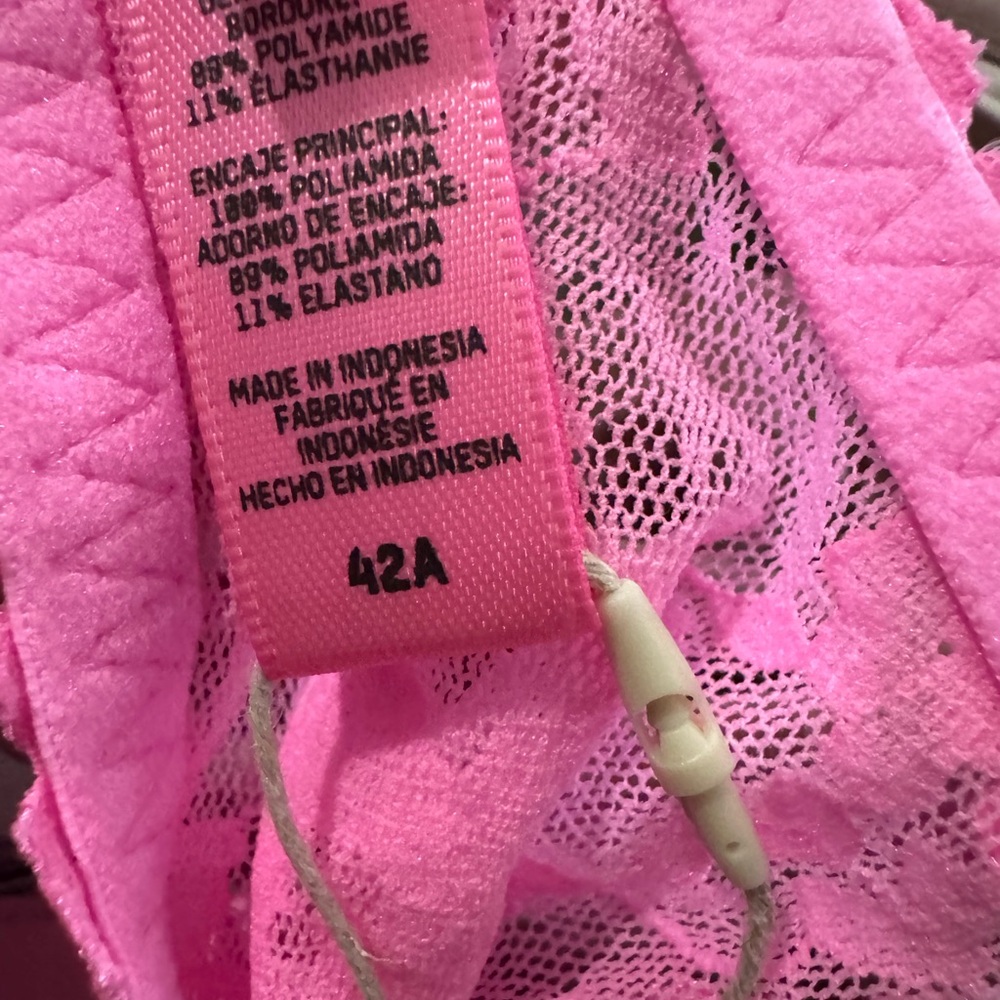 BORDURE:
89% POLYAMIDE
11% ÉLASTHANNE
ENCAJE PRINCIPAL:
100% POLIAMIDA
ADORNO DE ENCAJE:
89% POLIAMIDA
11% ELASTANO
MADE IN INDONESIA
FABRIQUÉ EN
INDONÉSIE
HECHO EN INDONESIA
42A